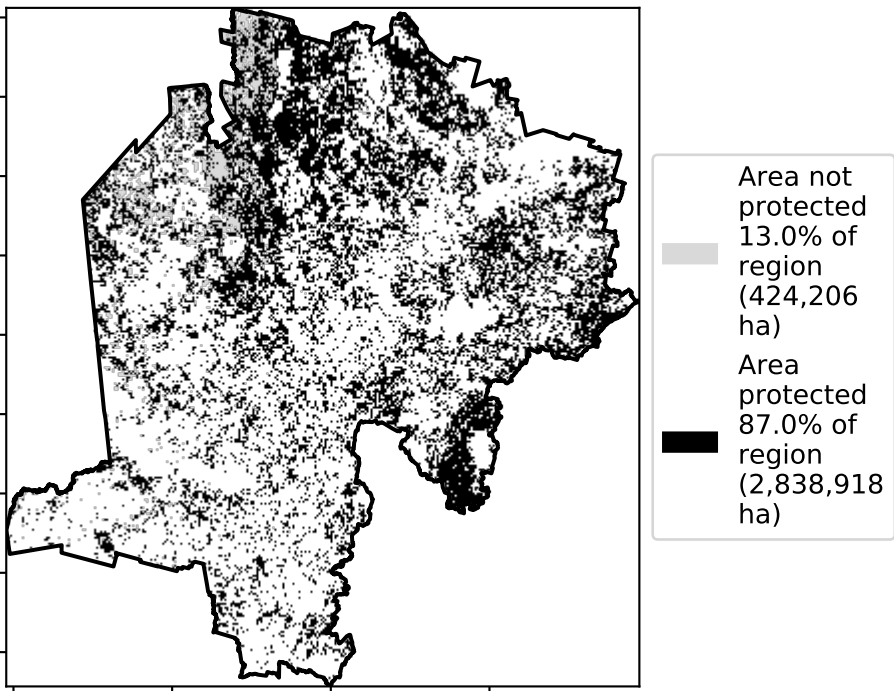 Area not
protected
13.0% of
region
(424,206
ha)
Area
protected
87.0% of
region
(2,838,918
ha)